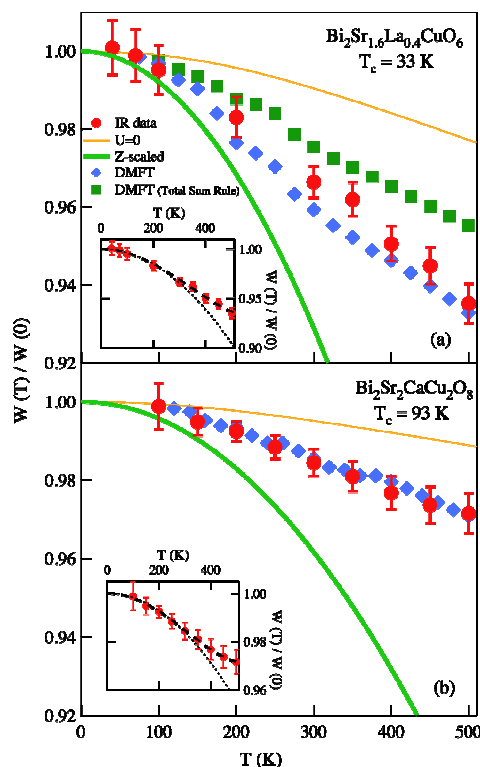 Bi₂Sr₁.₆La₀.₄CuO₆
T_c = 33 K
1.00
0.98
0.96
0.94
0.92
IR data
U=0
Z-scaled
DMFT
DMFT (Total Sum Rule)
T (K)
0 200 400
1.00
0.95
0.90
W (T) / W (0)
(a)
W (T) / W (0)
Bi₂Sr₂CaCu₂O₈
T_c = 93 K
1.00
0.98
0.96
0.94
0.92
T (K)
0 200 400
1.00
0.98
0.96
W (T) / W (0)
(b)
0 100 200 300 400 500
T (K)